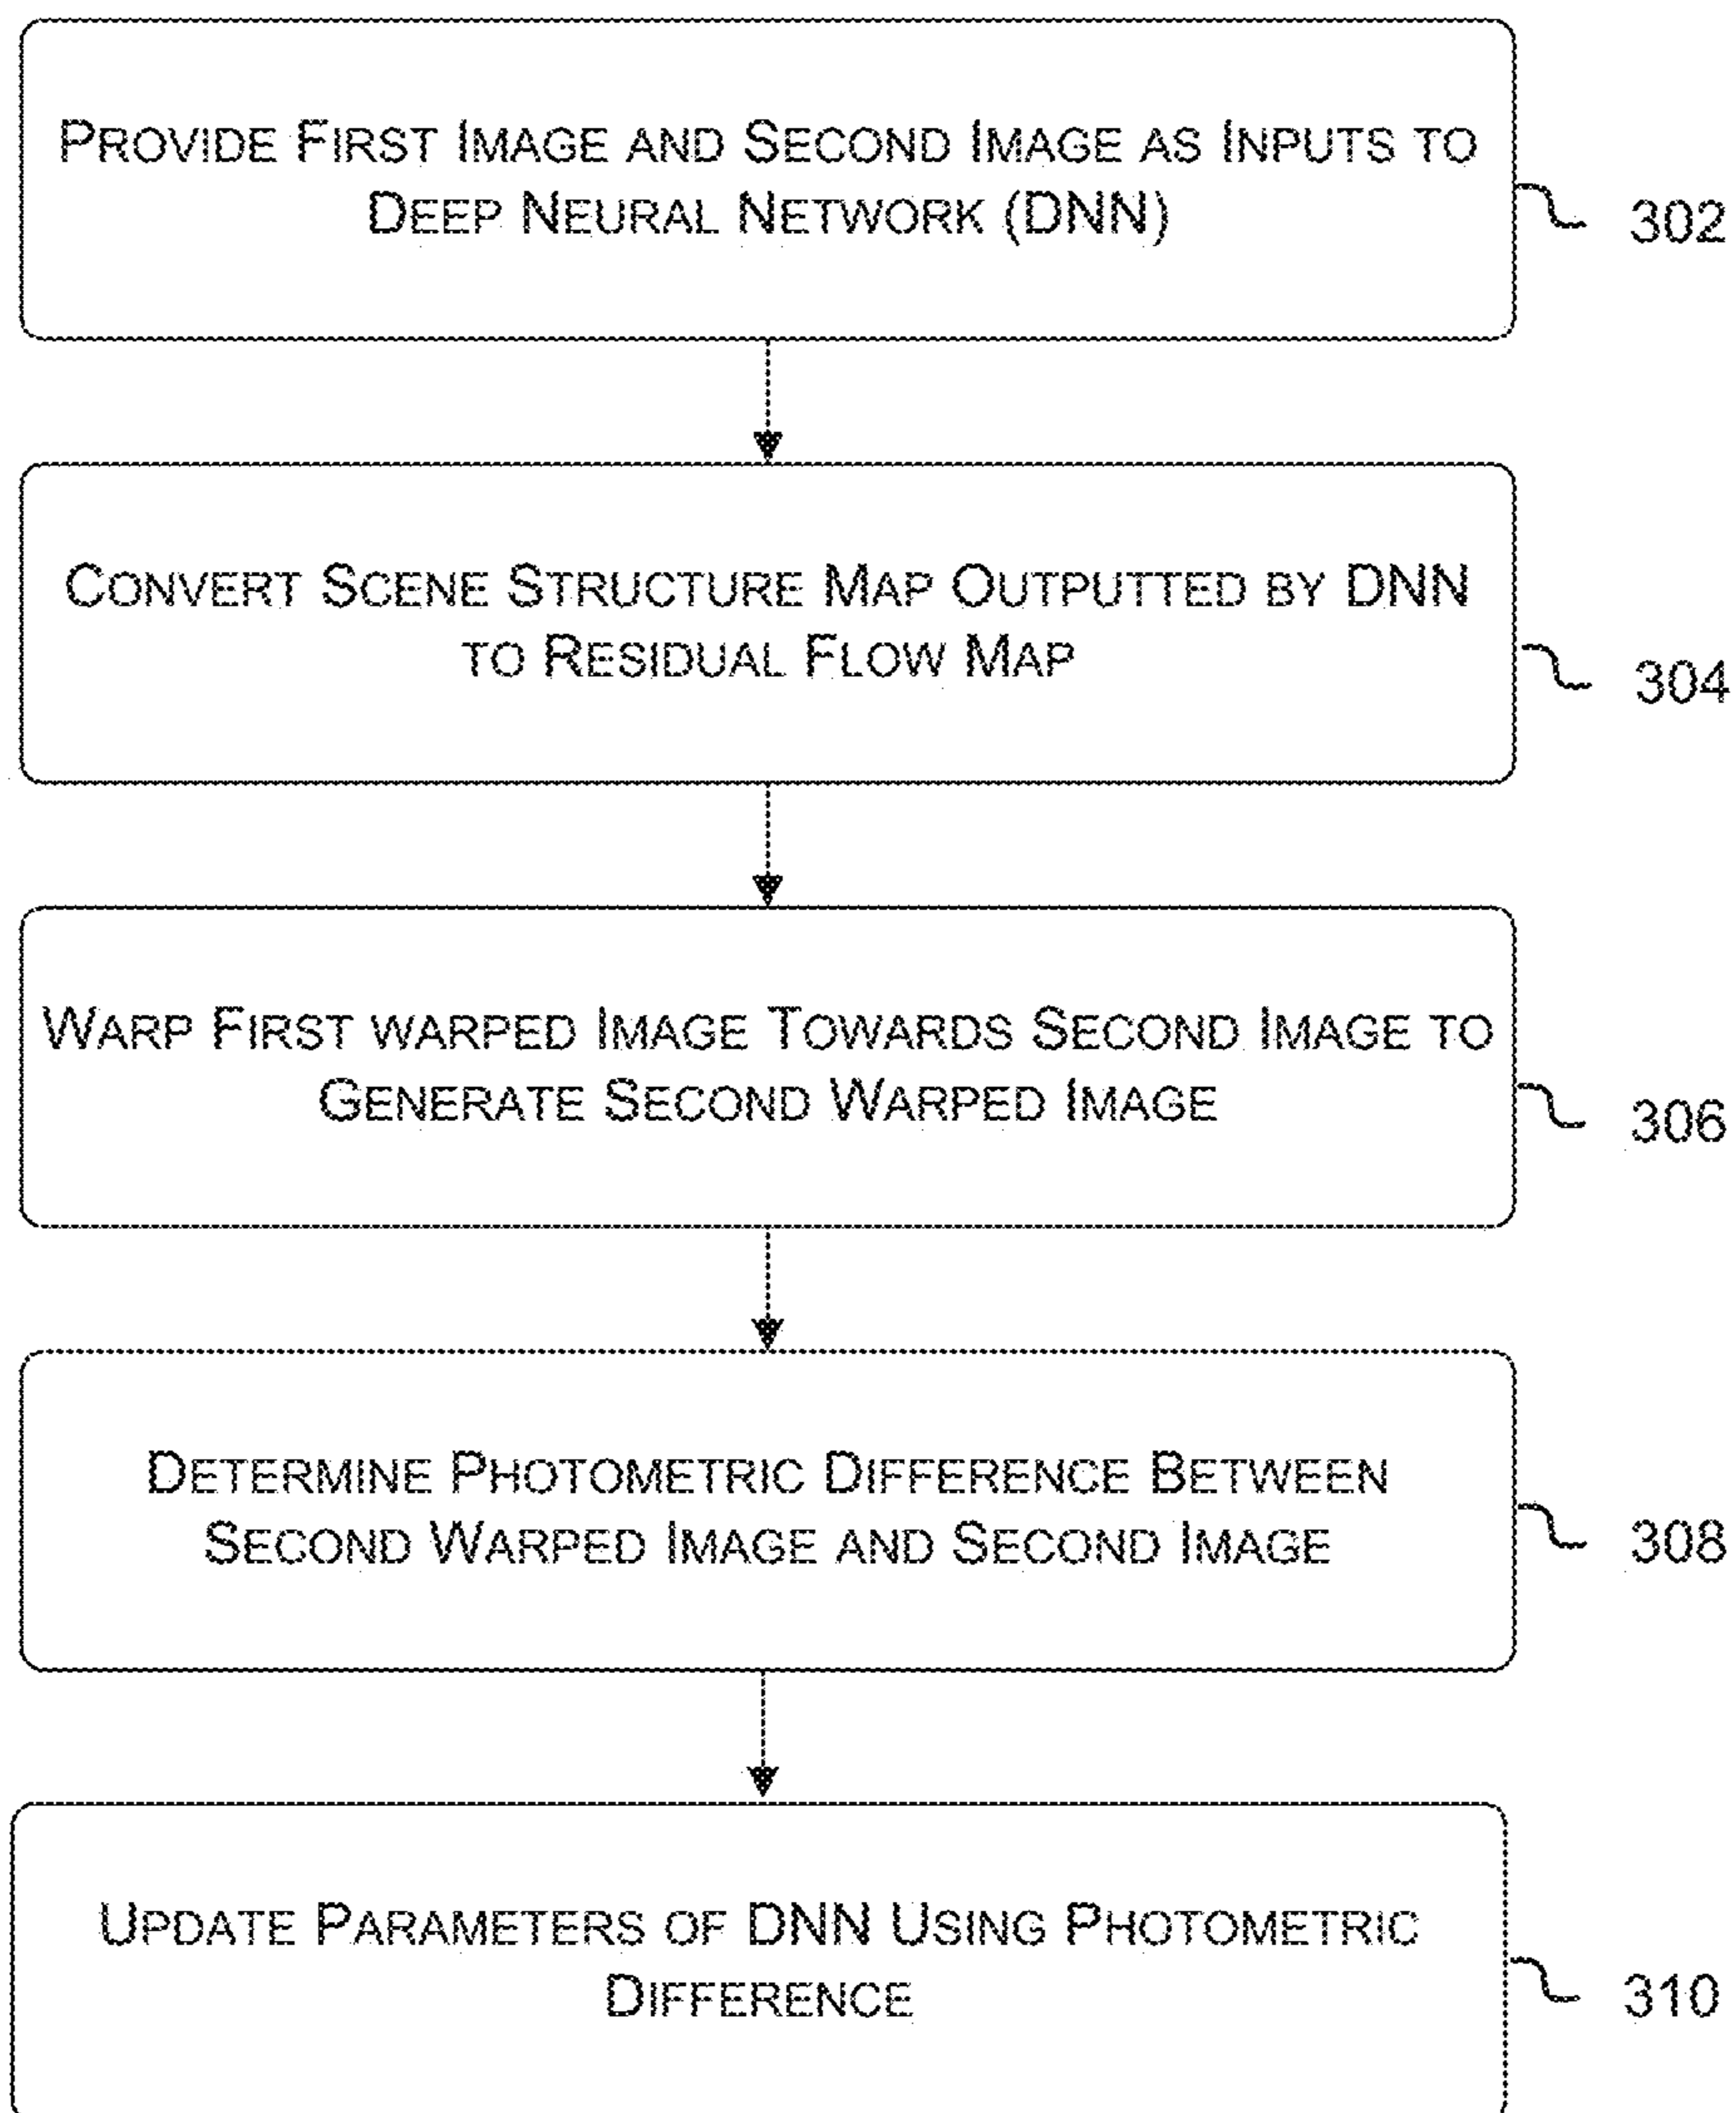 PROVIDE FIRST IMAGE AND SECOND IMAGE AS INPUTS TO
DEEP NEURAL NETWORK (DNN)
302
CONVERT SCENE STRUCTURE MAP OUTPUTTED BY DNN
TO RESIDUAL FLOW MAP
304
WARP FIRST WARPED IMAGE TOWARDS SECOND IMAGE TO
GENERATE SECOND WARPED IMAGE
306
DETERMINE PHOTOMETRIC DIFFERENCE BETWEEN
SECOND WARPED IMAGE AND SECOND IMAGE
308
UPDATE PARAMETERS OF DNN USING PHOTOMETRIC
DIFFERENCE
310